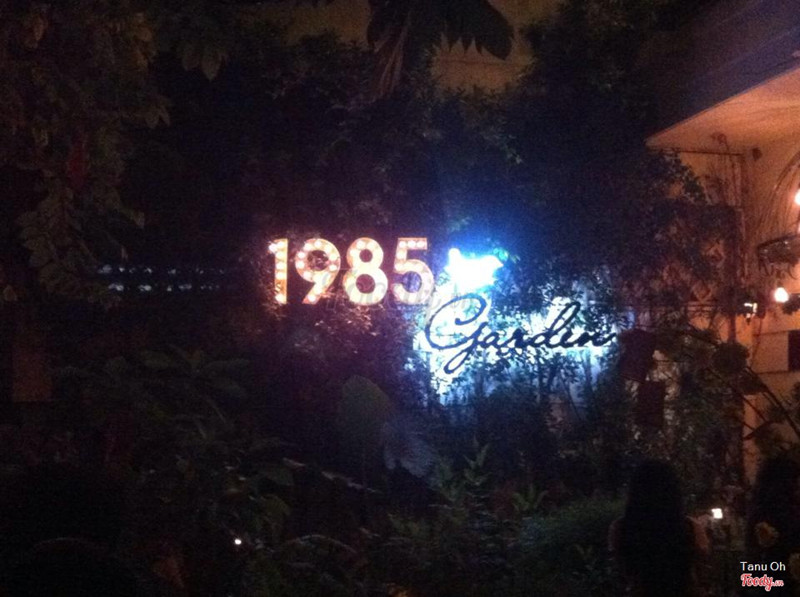 1985
Garden
Tanu Oh
Foody.vn